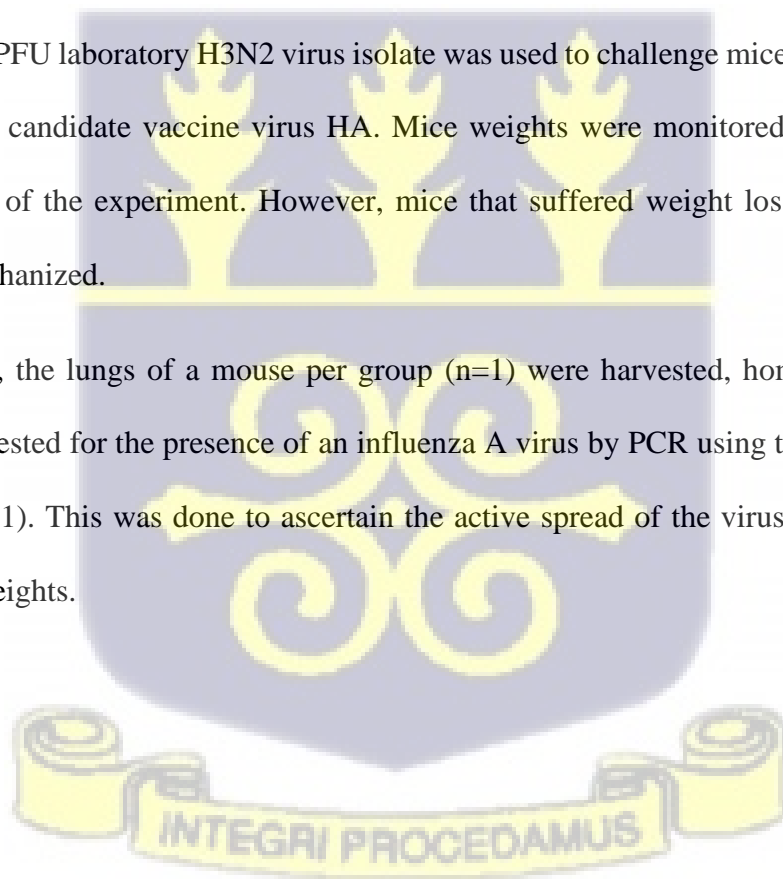 PFU laboratory H3N2 virus isolate was used to challenge mice
candidate vaccine virus HA. Mice weights were monitored
of the experiment. However, mice that suffered weight los
hanized.
, the lungs of a mouse per group (n=1) were harvested, hor
ested for the presence of an influenza A virus by PCR using t
1). This was done to ascertain the active spread of the virus
eights.
INTEGRI PROCEDAMUS